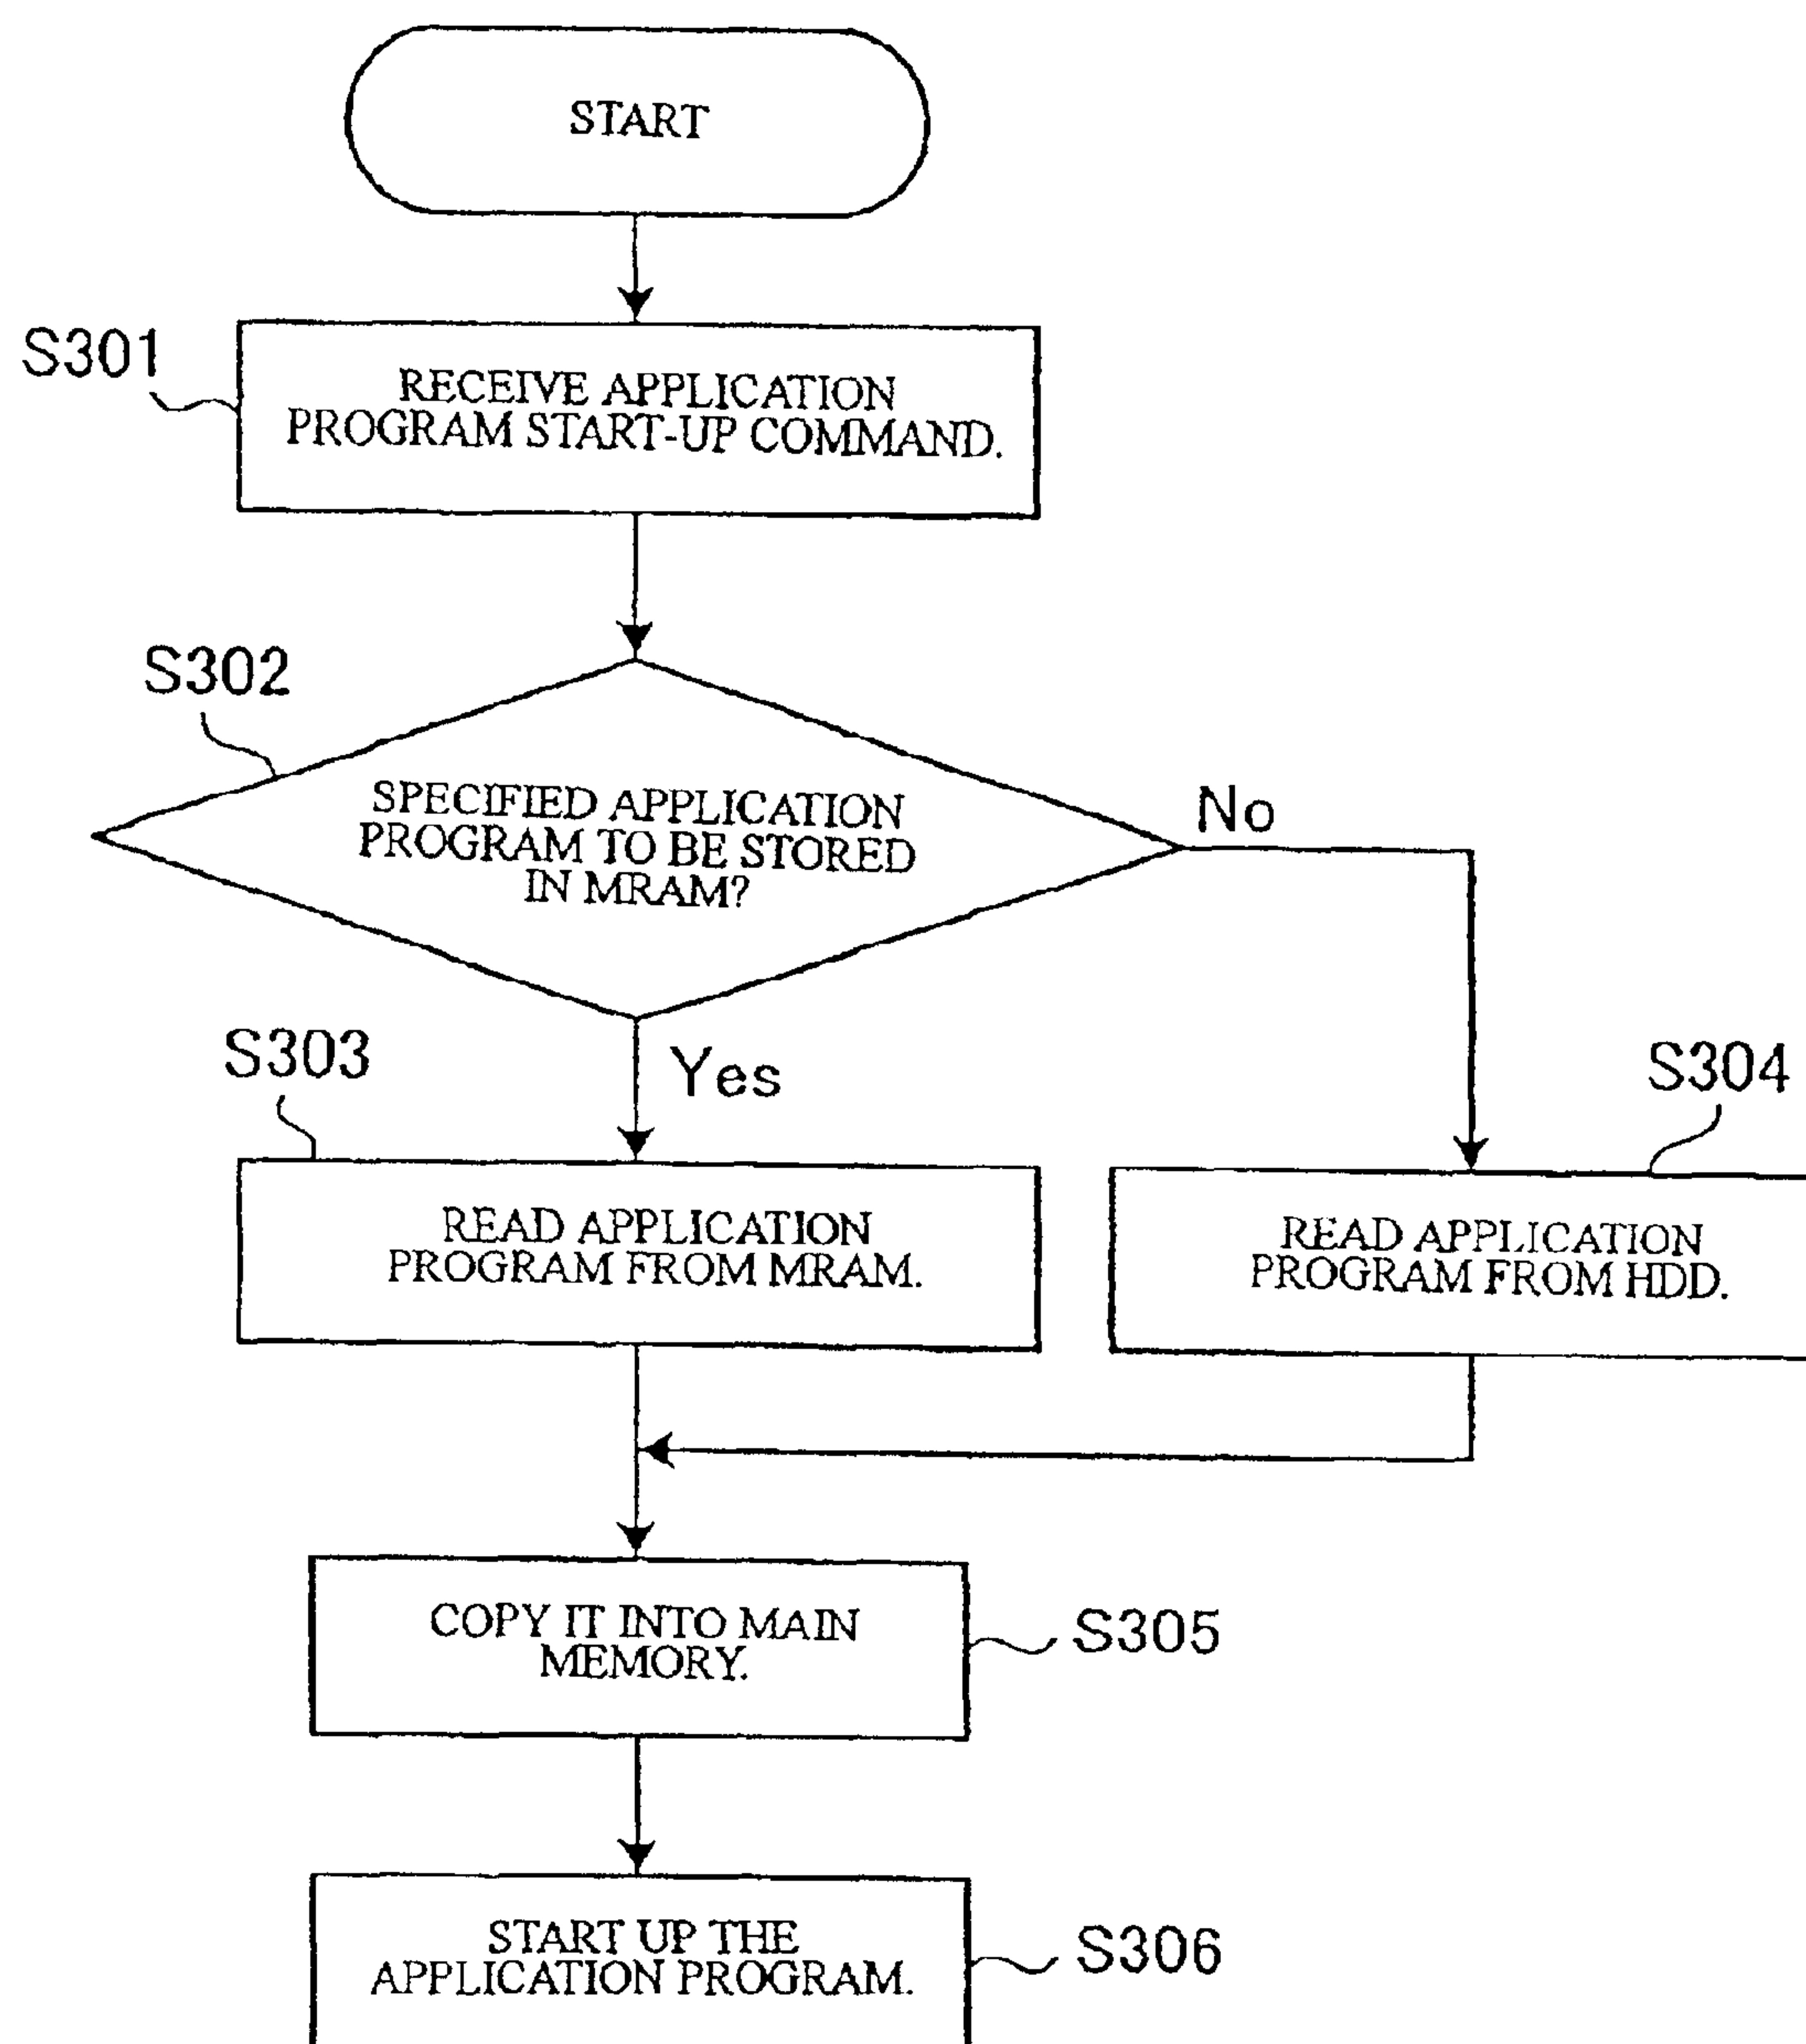 START
S301
RECEIVE APPLICATION
PROGRAM START-UP COMMAND.
S302
SPECIFIED APPLICATION
PROGRAM TO BE STORED
IN MRAM?
No
Yes
S303
READ APPLICATION
PROGRAM FROM MRAM.
S304
READ APPLICATION
PROGRAM FROM HDD.
COPY IT INTO MAIN
MEMORY.
S305
START UP THE
APPLICATION PROGRAM.
S306